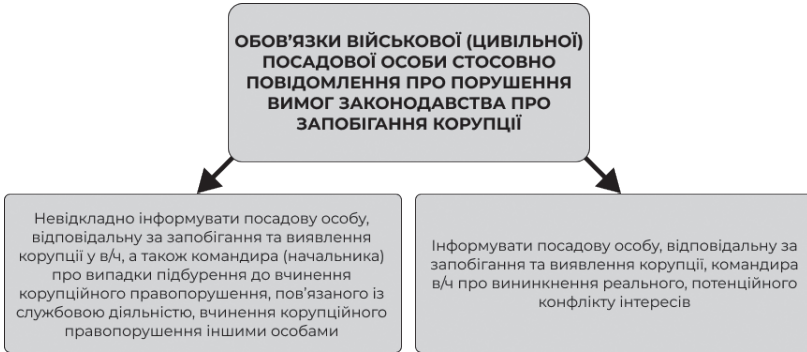 ОБОВ’ЯЗКИ ВІЙСЬКОВОЇ (ЦИВІЛЬНОЇ)
ПОСАДОВОЇ ОСОБИ СТОСОВНО
ПОВІДОМЛЕННЯ ПРО ПОРУШЕННЯ
ВИМОГ ЗАКОНОДАВСТВА ПРО
ЗАПОБІГАННЯ КОРУПЦІЇ
Невідкладно інформувати посадову особу,
відповідальну за запобігання та виявлення
корупції у в/ч, а також командира (начальника)
про випадки підбурення до вчинення
корупційного правопорушення, пов’язаного із
службовою діяльністю, вчинення корупційного
правопорушення іншими особами
Інформувати посадову особу, відповідальну за
запобігання та виявлення корупції, командира
в/ч про вининкнення реального, потенційного
конфлікту інтересів